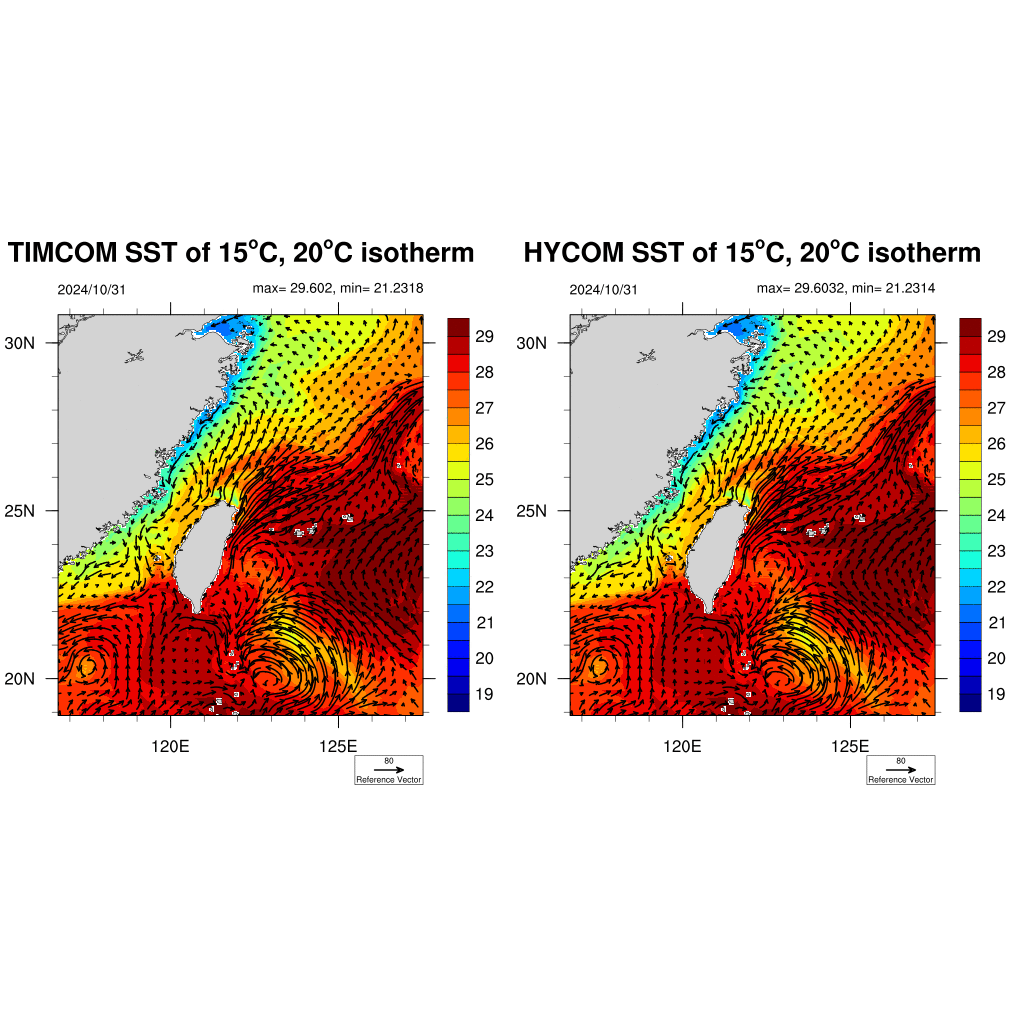 TIMCOM SST of 15°C, 20°C isotherm
2024/10/31
max= 29.602, min= 21.2318
30N
25N
20N
120E
125E
29
28
27
26
25
24
23
22
21
20
19
80
Reference Vector
HYCOM SST of 15°C, 20°C isotherm
2024/10/31
max= 29.6032, min= 21.2314
30N
25N
20N
120E
125E
29
28
27
26
25
24
23
22
21
20
19
80
Reference Vector